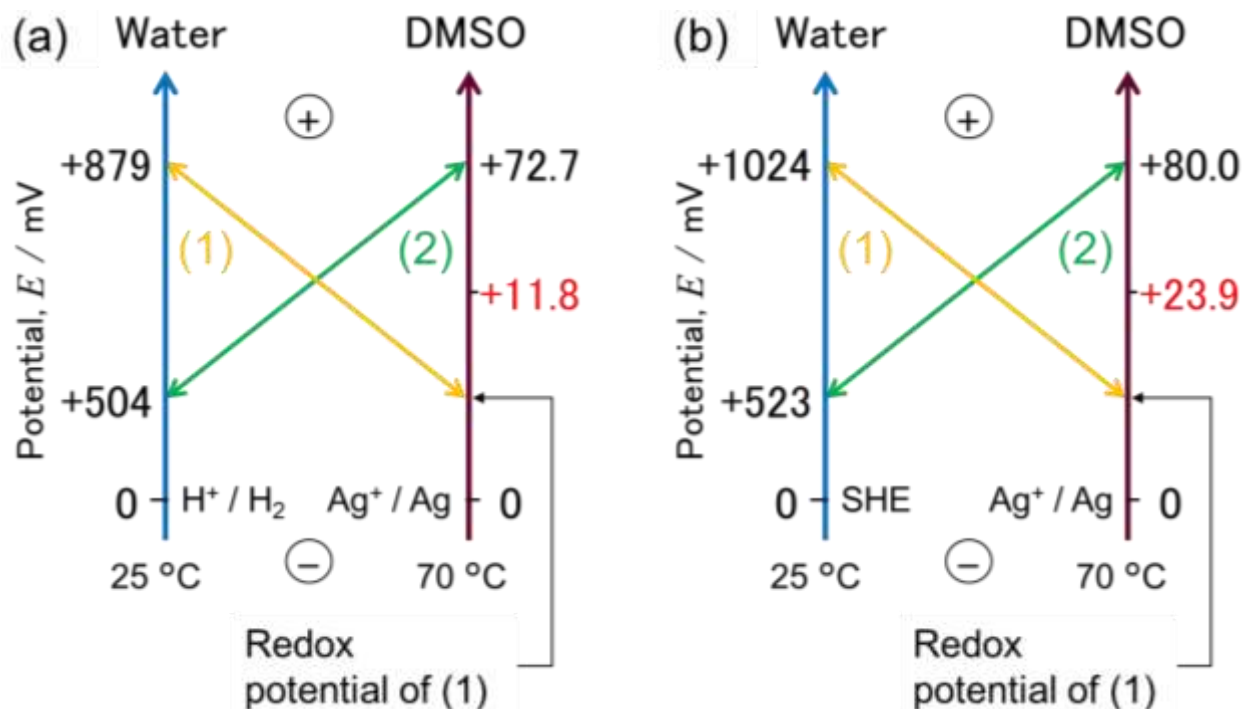 (a) Water DMSO
+
+879 +72.7
(1) (2)
+11.8
+504
Potential, E / mV
0 H⁺ / H₂ Ag⁺ / Ag 0
25 °C − 70 °C
Redox
potential of (1)
(b) Water DMSO
+
+1024 +80.0
(1) (2)
+23.9
+523
Potential, E / mV
0 SHE Ag⁺ / Ag 0
25 °C − 70 °C
Redox
potential of (1)